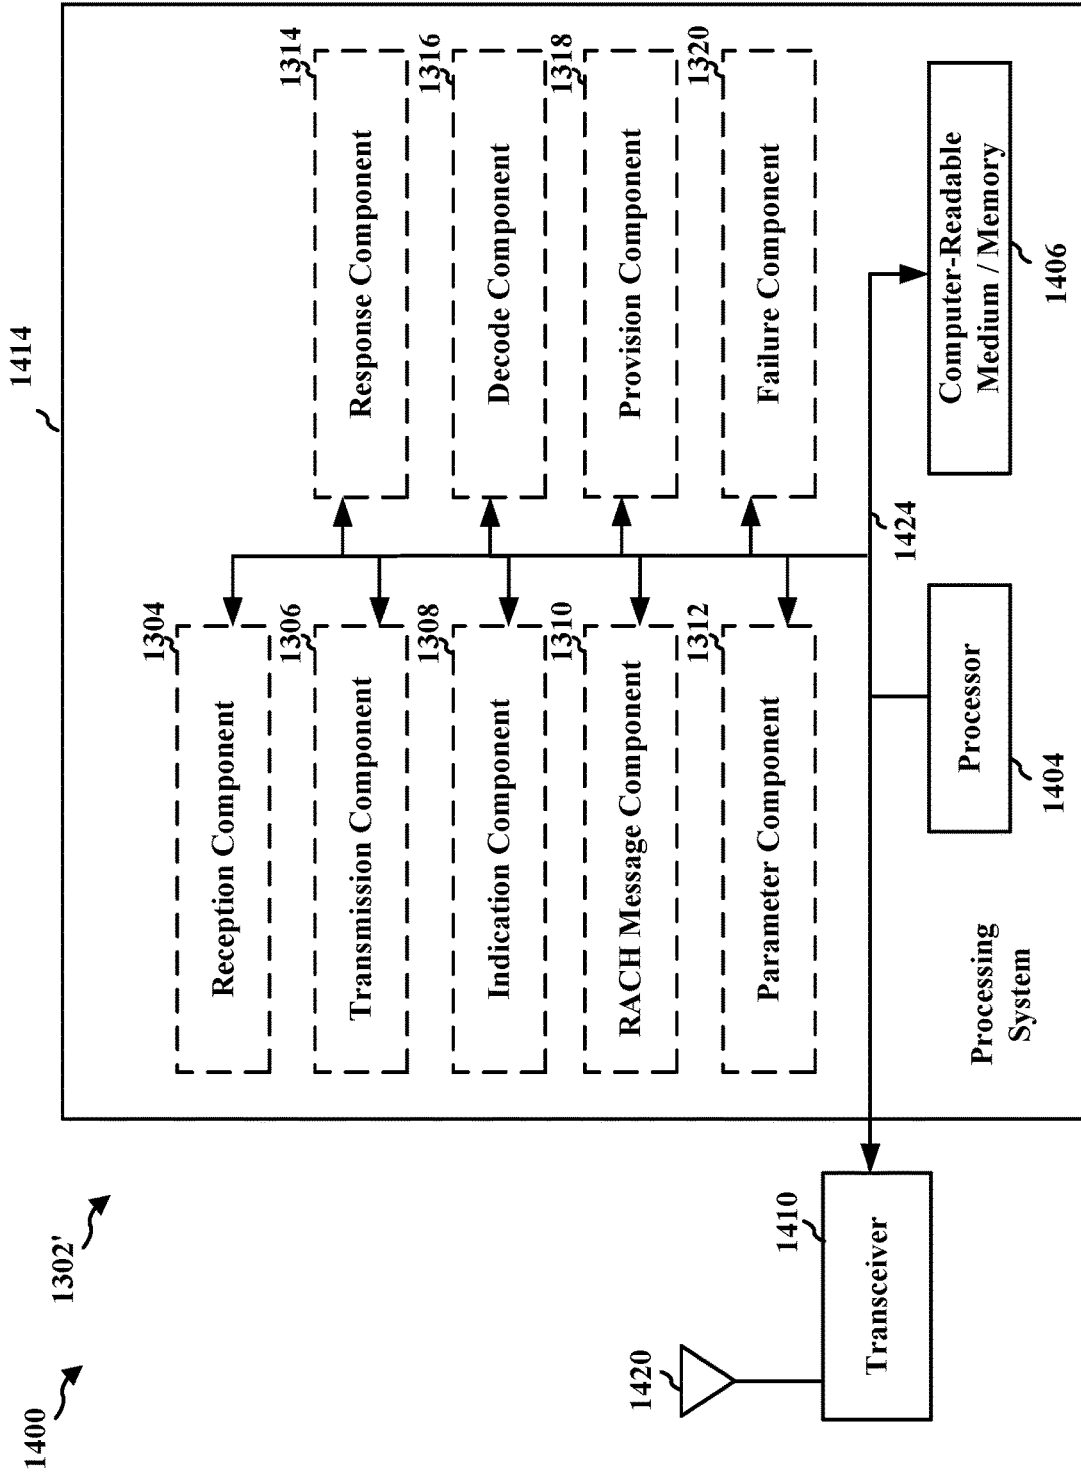 1400
1302'
1414
1304
Reception Component
1306
Transmission Component
1308
Indication Component
1310
RACH Message Component
1312
Parameter Component
1314
Response Component
1316
Decode Component
1318
Provision Component
1320
Failure Component
1420
1410
Transceiver
Processing
System
Processor
1404
1424
Computer-Readable
Medium / Memory
1406